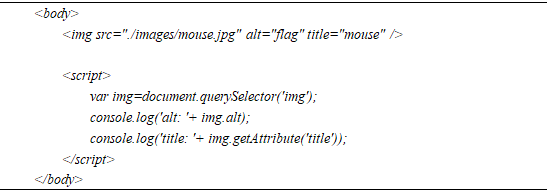 <body>
<img src="./images/mouse.jpg" alt="flag" title="mouse" />
<script>
var img=document.querySelector('img');
console.log('alt: '+ img.alt);
console.log('title: '+ img.getAttribute('title'));
</script>
</body>